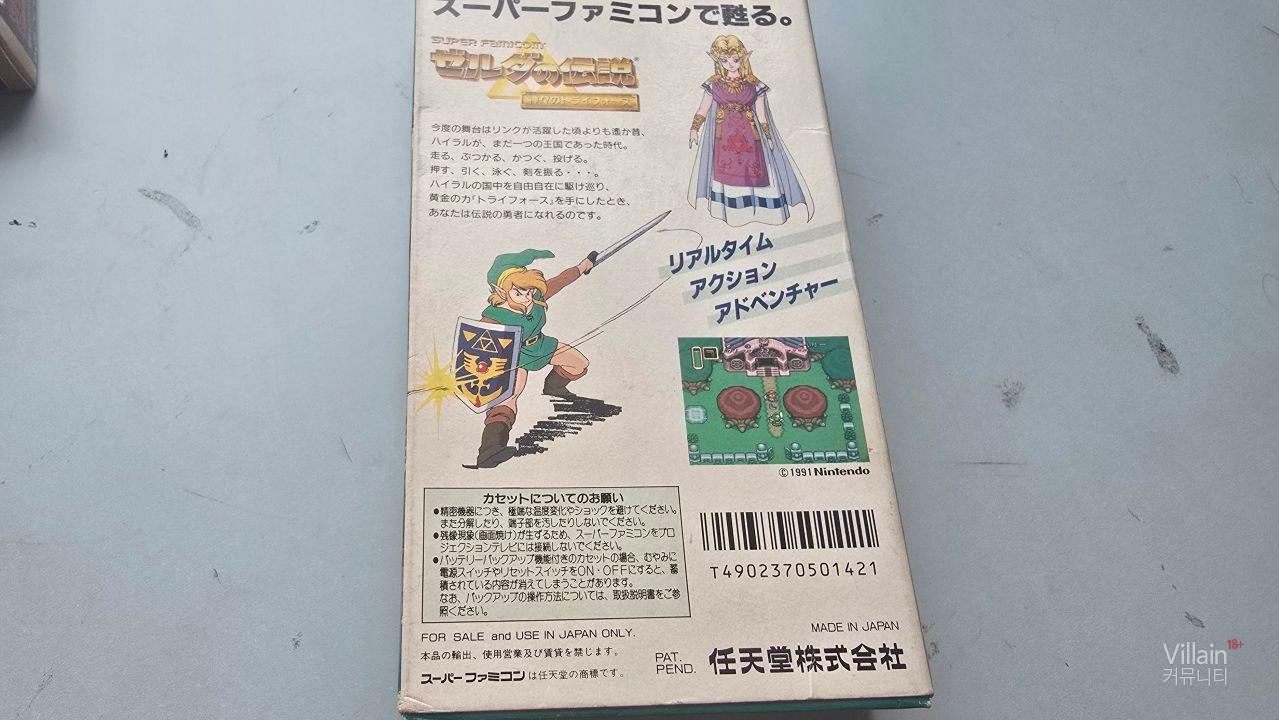 スーパーファミコンで甦る。
SUPER FAMICOM
ゼルダの伝説
神々のトライフォース
今度の舞台はリンクが活躍した頃よりも遙か昔、
ハイラルが、まだ一つの王国であった時代。
走る、ぶつかる、かつぐ、投げる。
押す、引く、泳ぐ、剣を振る・・・。
ハイラルの国中を自由自在に駆け巡り、
黄金の力「トライフォース」を手にしたとき、
あなたは伝説の勇者になれるのです。
リアルタイム
アクション
アドベンチャー
©1991 Nintendo
カセットについてのお願い
●精密機器につき、極端な温度変化やショックを避けてください。
また分解したり、端子部を汚したりしないでください。
●残像現象(画面焼け)が生ずるため、スーパーファミコンをプロ
ジェクションテレビには接続しないでください。
●バッテリーバックアップ機能付きのカセットの場合、むやみに
電源スイッチやリセットスイッチをON・OFFにすると、蓄
積されている内容が消えてしまうことがあります。
なお、バックアップの操作方法については、取扱説明書をご参
照ください。
T4902370501421
FOR SALE and USE IN JAPAN ONLY.
本品の輸出、使用営業及び賃貸を禁じます。
スーパーファミコンは任天堂の商標です。
MADE IN JAPAN
PAT.
PEND.
任天堂株式会社
Villain 18+
커뮤니티